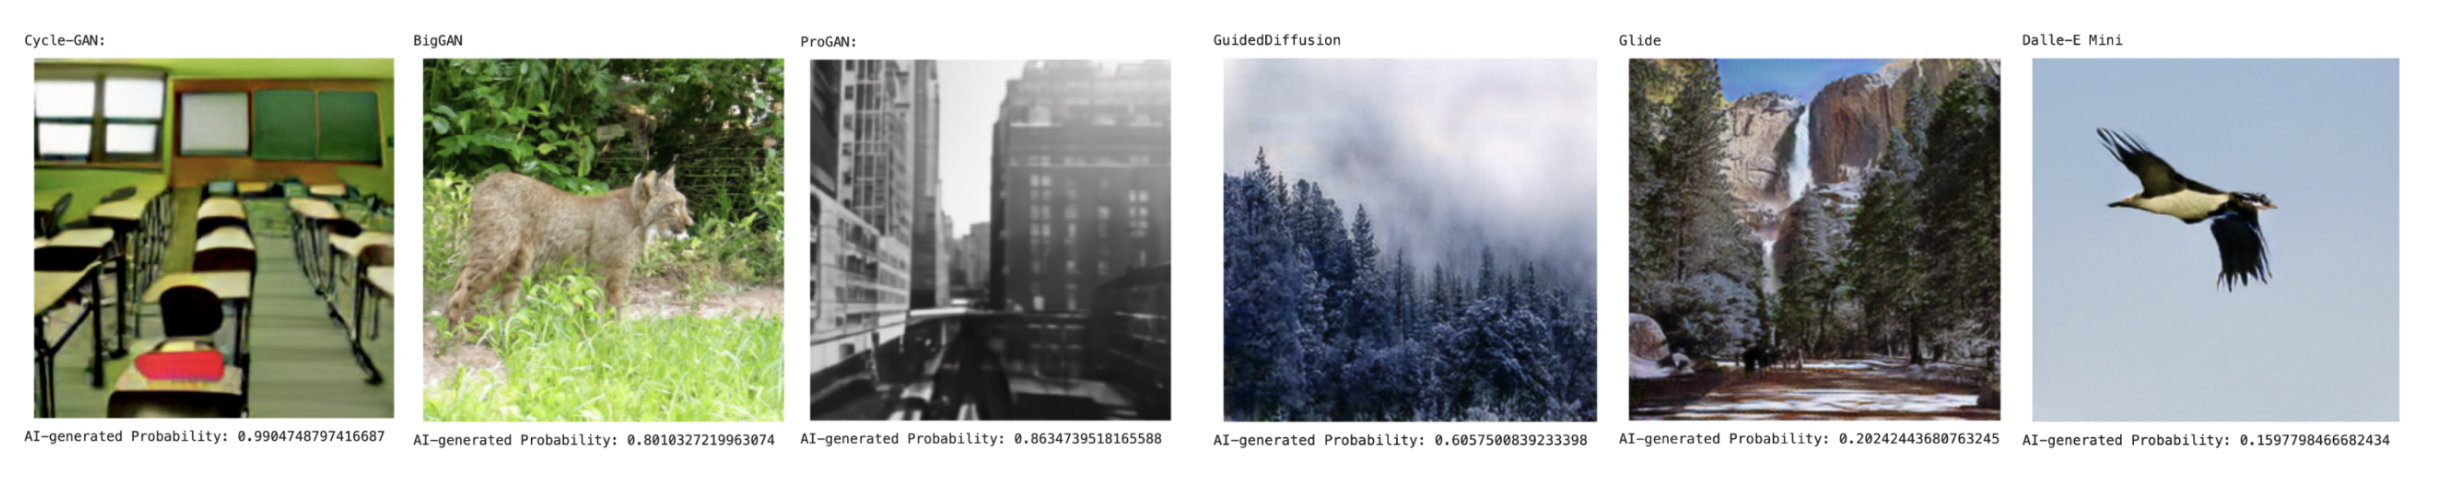 Cycle-GAN:
BigGAN
ProGAN:
GuidedDiffusion
Glide
Dalle-E Mini
AI-generated Probability: 0.9904748797416687
AI-generated Probability: 0.8010327219963074
AI-generated Probability: 0.8634739518165588
AI-generated Probability: 0.6057500839233398
AI-generated Probability: 0.20242443680763245
AI-generated Probability: 0.1597798466682434